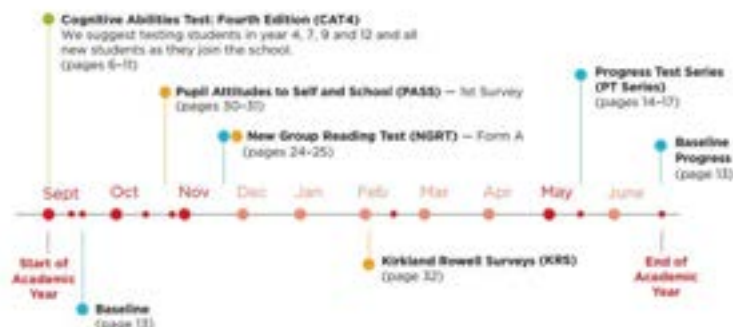 Cognitive Abilities Test: Fourth Edition (CAT4)
We suggest testing students in year 4, 7, 9 and 12 and all
new students as they join the school.
(pages 6–11)
Pupil Attitudes to Self and School (PASS) — 1st Survey
(pages 30–31)
New Group Reading Test (NGRT) — Form A
(pages 24–25)
Progress Test Series
(PT Series)
(pages 14–17)
Baseline
Progress
(page 13)
Sept Oct Nov Dec Jan Feb Mar Apr May June
Start of
Academic
Year
Baseline
(page 13)
Kirkland Rowell Surveys (KRS)
(page 32)
End of
Academic
Year